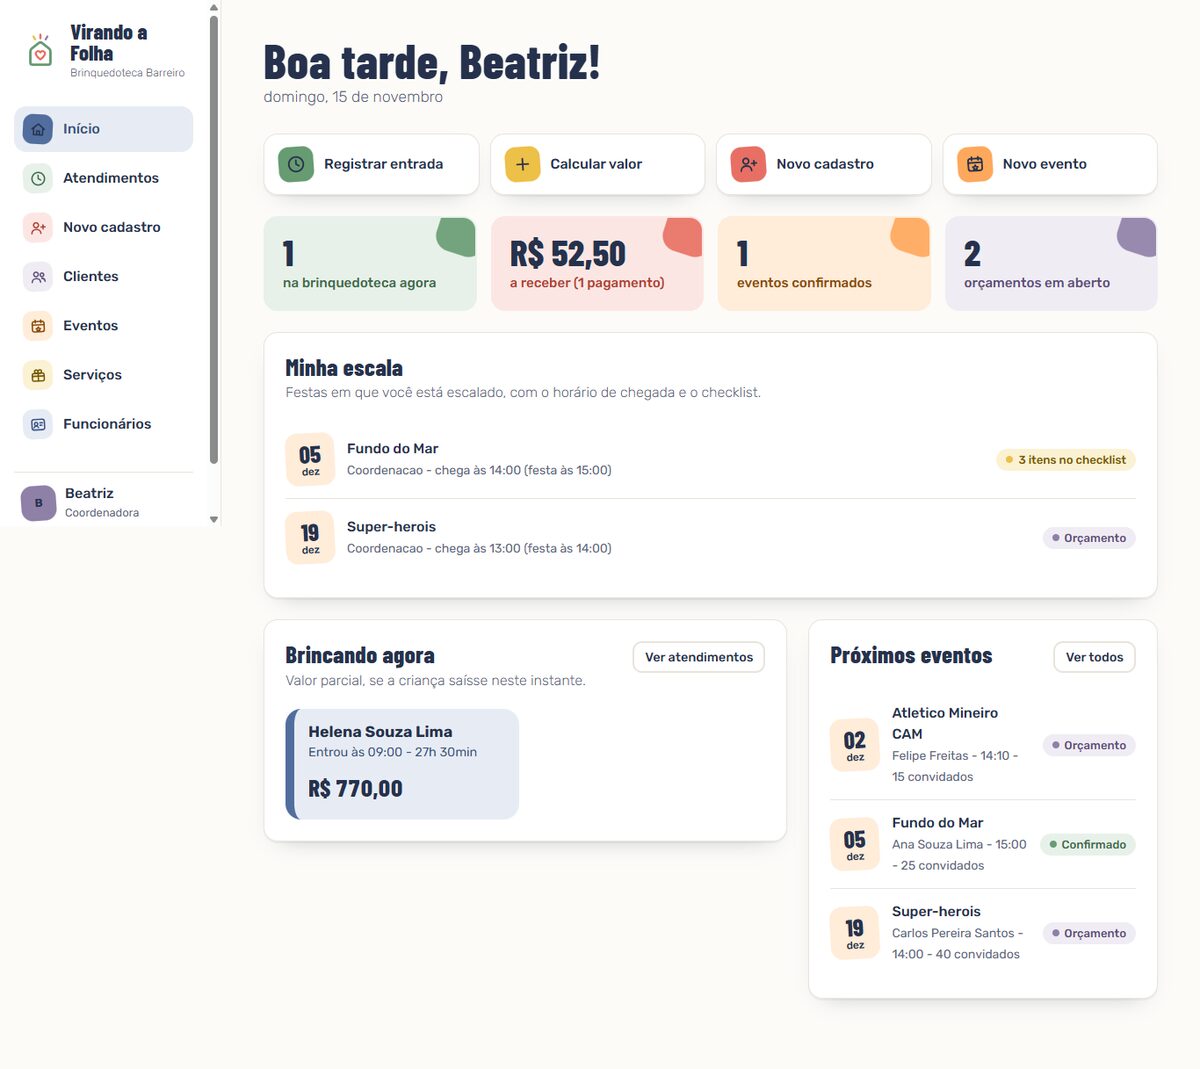 Virando a
Folha
Brinquedoteca Barreiro
Início
Atendimentos
Novo cadastro
Clientes
Eventos
Serviços
Funcionários
B
Beatriz
Coordenadora
Boa tarde, Beatriz!
domingo, 15 de novembro
Registrar entrada
Calcular valor
Novo cadastro
Novo evento
1
na brinquedoteca agora
R$ 52,50
a receber (1 pagamento)
1
eventos confirmados
2
orçamentos em aberto
Minha escala
Festas em que você está escalado, com o horário de chegada e o checklist.
05
dez
Fundo do Mar
Coordenacao - chega às 14:00 (festa às 15:00)
3 itens no checklist
19
dez
Super-herois
Coordenacao - chega às 13:00 (festa às 14:00)
Orçamento
Brincando agora
Valor parcial, se a criança saísse neste instante.
Ver atendimentos
Helena Souza Lima
Entrou às 09:00 - 27h 30min
R$ 770,00
Próximos eventos
Ver todos
02
dez
Atletico Mineiro
CAM
Felipe Freitas - 14:10 -
15 convidados
Orçamento
05
dez
Fundo do Mar
Ana Souza Lima - 15:00
- 25 convidados
Confirmado
19
dez
Super-herois
Carlos Pereira Santos -
14:00 - 40 convidados
Orçamento